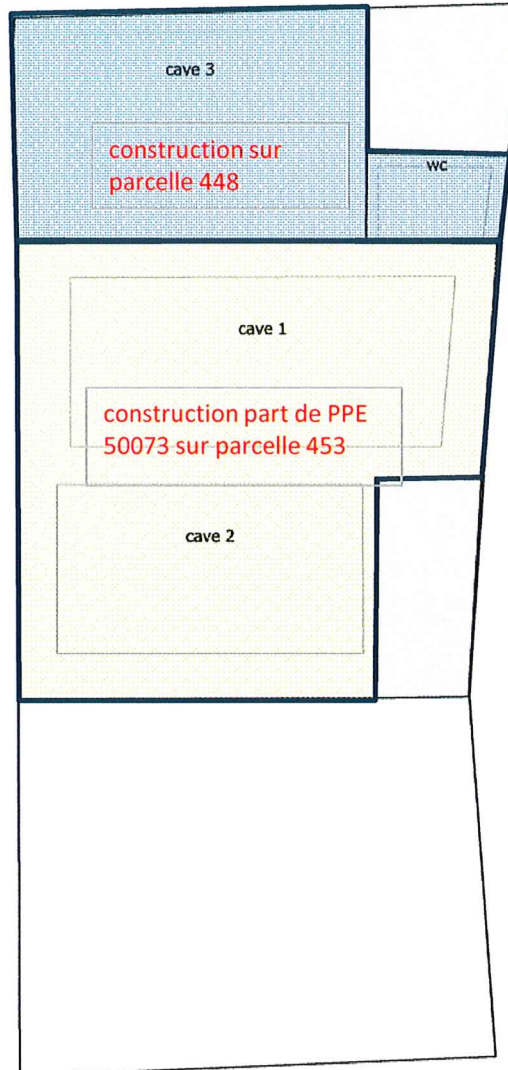 cave 3
construction sur
parcelle 448
wc
cave 1
construction part de PPE
50073 sur parcelle 453
cave 2